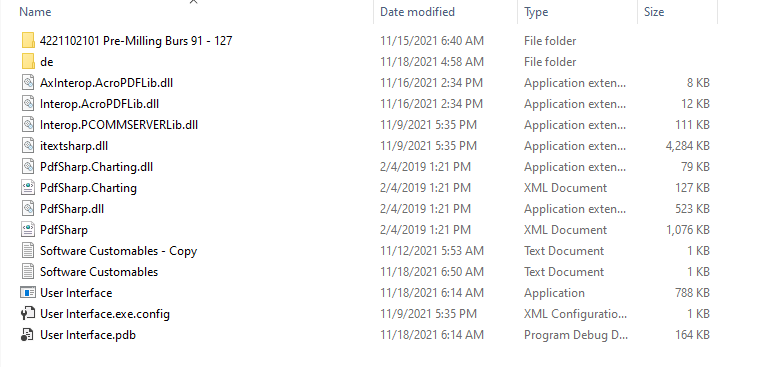 Name Date modified Type Size
4221102101 Pre-Milling Burs 91 - 127 11/15/2021 6:40 AM File folder
de 11/18/2021 4:58 AM File folder
AxInterop.AcroPDFLib.dll 11/16/2021 2:34 PM Application exten... 8 KB
Interop.AcroPDFLib.dll 11/16/2021 2:34 PM Application exten... 12 KB
Interop.PCOMMSERVERLib.dll 11/9/2021 5:35 PM Application exten... 111 KB
itextsharp.dll 11/9/2021 5:35 PM Application exten... 4,284 KB
PdfSharp.Charting.dll 2/4/2019 1:21 PM Application exten... 79 KB
PdfSharp.Charting 2/4/2019 1:21 PM XML Document 127 KB
PdfSharp.dll 2/4/2019 1:21 PM Application exten... 523 KB
PdfSharp 2/4/2019 1:21 PM XML Document 1,076 KB
Software Customables - Copy 11/12/2021 5:53 AM Text Document 1 KB
Software Customables 11/18/2021 6:50 AM Text Document 1 KB
User Interface 11/18/2021 6:14 AM Application 788 KB
User Interface.exe.config 11/9/2021 5:35 PM XML Configuratio... 1 KB
User Interface.pdb 11/18/2021 6:14 AM Program Debug D... 164 KB